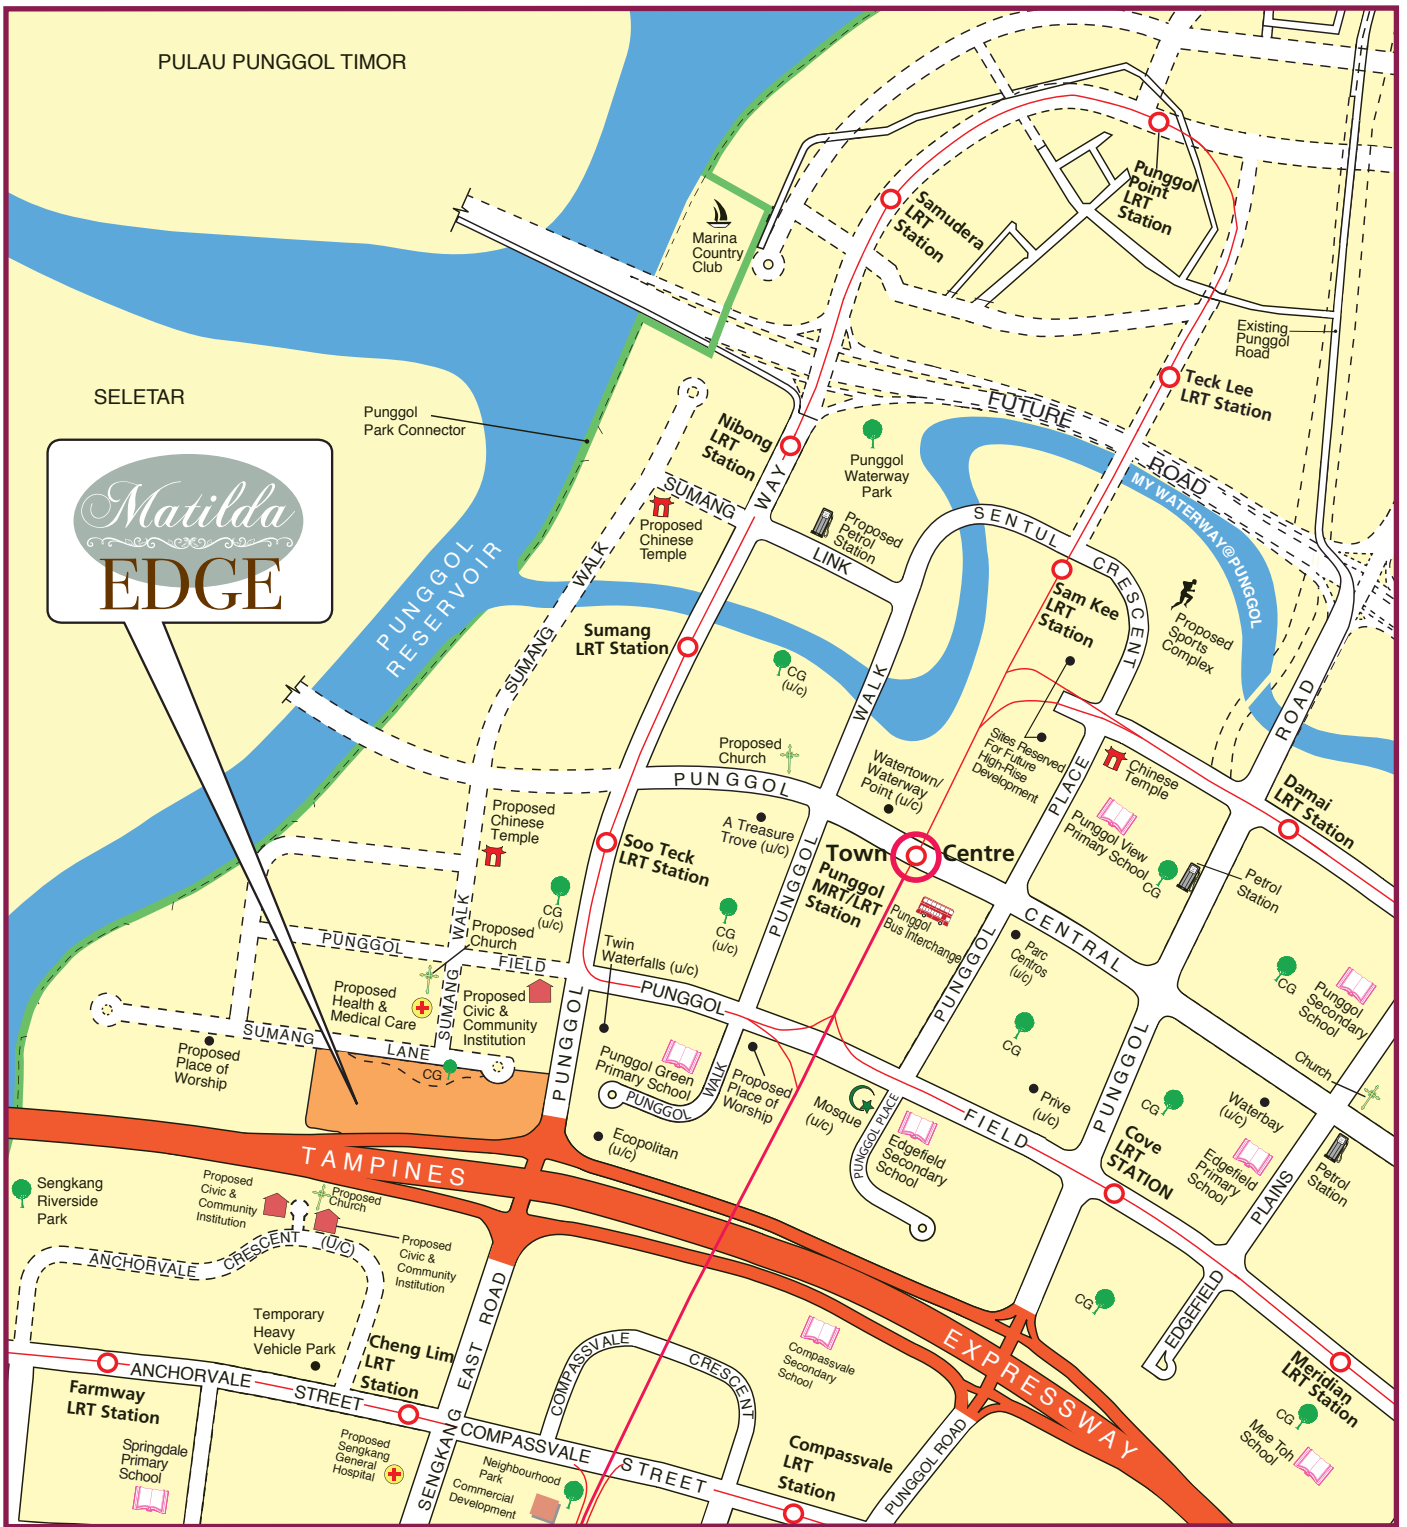 PULAU PUNGGOL TIMOR
SELETAR
Punggol
Park Connector
Matilda
EDGE
PUNGGOL
RESERVOIR
Marina
Country
Club
Samudera
LRT
Station
Punggol
Point
LRT
Station
Existing
Punggol
Road
Teck Lee
LRT Station
FUTURE
ROAD
MY WATERWAY@PUNGGOL
Nibong
LRT
Station
WAY
Punggol
Waterway
Park
SUMANG
LINK
Proposed
Chinese
Temple
Proposed
Petrol
Station
SENTUL
CRESCENT
Sam Kee
LRT
Station
Proposed
Sports
Complex
SUMANG
WALK
Sumang
LRT Station
CG
(u/c)
WALK
ROAD
Proposed
Church
Watertown/
Waterway
Point (u/c)
Sites Reserved
For Future
High-Rise
Development
PLACE
Chinese
Temple
Damai
LRT Station
PUNGGOL
Proposed
Chinese
Temple
A Treasure
Trove (u/c)
Punggol View
Primary School
CG
Petrol
Station
Soo Teck
LRT Station
Town
Centre
Punggol
MRT/LRT
Station
PUNGGOL
Punggol
Bus Interchange
CENTRAL
CG
(u/c)
CG
(u/c)
WALK
SUMANG
Proposed
Church
PUNGGOL
FIELD
Twin
Waterfalls (u/c)
PUNGGOL
PUNGGOL
Parc
Centros
(u/c)
CG
Punggol
Secondary
School
Proposed
Health &
Medical Care
Proposed
Civic &
Community
Institution
SUMANG
LANE
Proposed
Place of
Worship
CG
PUNGGOL
Punggol Green
Primary School
PUNGGOL
WALK
Proposed
Place of
Worship
CG
Prive
(u/c)
PUNGGOL
Church
Mosque
(u/c)
PUNGGOL PLACE
Edgefield
Secondary
School
FIELD
CG
Waterbay
(u/c)
Cove
LRT
STATION
Edgefield
Primary
School
PLAINS
Petrol
Station
Ecopolitan
(u/c)
TAMPINES
Sengkang
Riverside
Park
Proposed
Civic &
Community
Institution
Proposed
Church
(U/C)
Proposed
Civic &
Community
Institution
ANCHORVALE
CRESCENT
Temporary
Heavy
Vehicle Park
EAST ROAD
SENGKANG
Cheng Lim
LRT
Station
ANCHORVALE
STREET
Farmway
LRT Station
Springdale
Primary
School
Proposed
Sengkang
General
Hospital
COMPASSVALE
CRESCENT
Compassvale
Secondary
School
EXPRESSWAY
CG
EDGEFIELD
Meridian
LRT Station
CG
Mee Toh
School
COMPASSVALE
STREET
Neighbourhood
Park
Commercial
Development
Compassvale
LRT
Station
PUNGGOL ROAD